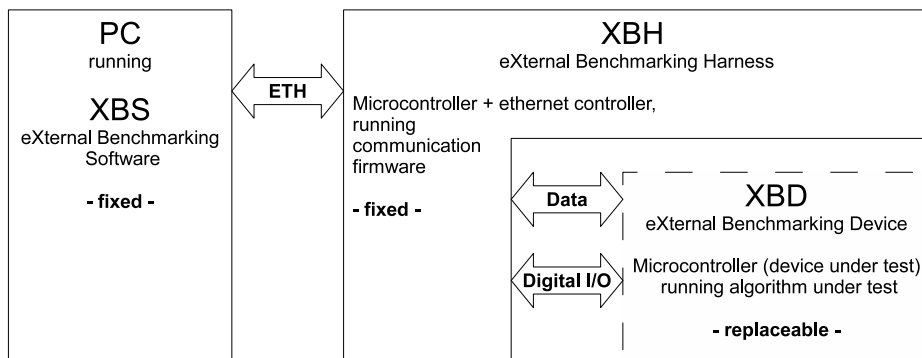 PC
running
XBS
eXternal Benchmarking
Software
- fixed -
ETH
XBH
eXternal Benchmarking Harness
Microcontroller + ethernet controller,
running
communication
firmware
- fixed -
Data
Digital I/O
XBD
eXternal Benchmarking Device
Microcontroller (device under test)
running algorithm under test
- replaceable -